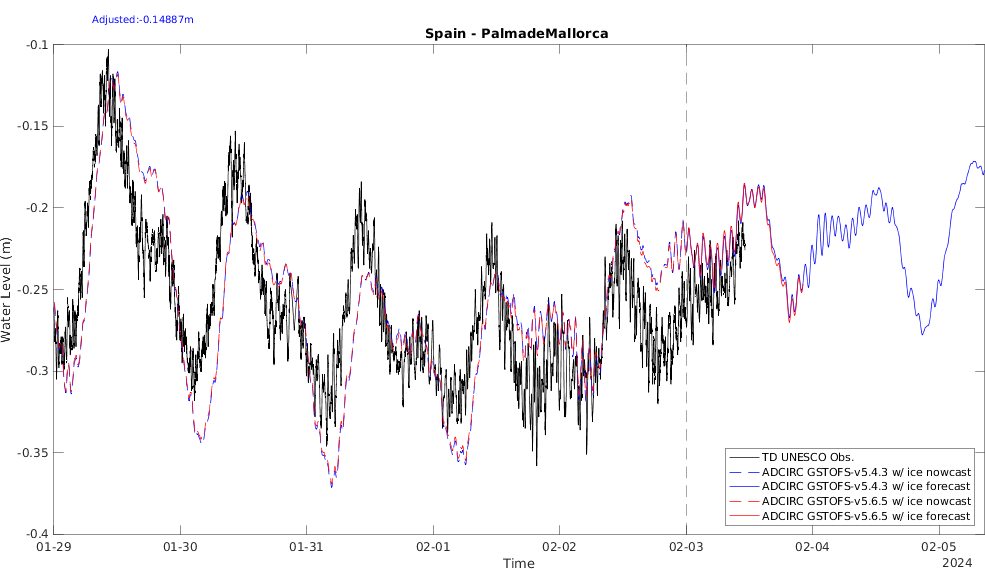 Adjusted:-0.14887m
Spain - PalmadeMallorca
Water Level (m)
-0.1
-0.15
-0.2
-0.25
-0.3
-0.35
-0.4
01-29
01-30
01-31
02-01
02-02
02-03
02-04
02-05
Time
2024
TD UNESCO Obs.
ADCIRC GSTOFS-v5.4.3 w/ ice nowcast
ADCIRC GSTOFS-v5.4.3 w/ ice forecast
ADCIRC GSTOFS-v5.6.5 w/ ice nowcast
ADCIRC GSTOFS-v5.6.5 w/ ice forecast